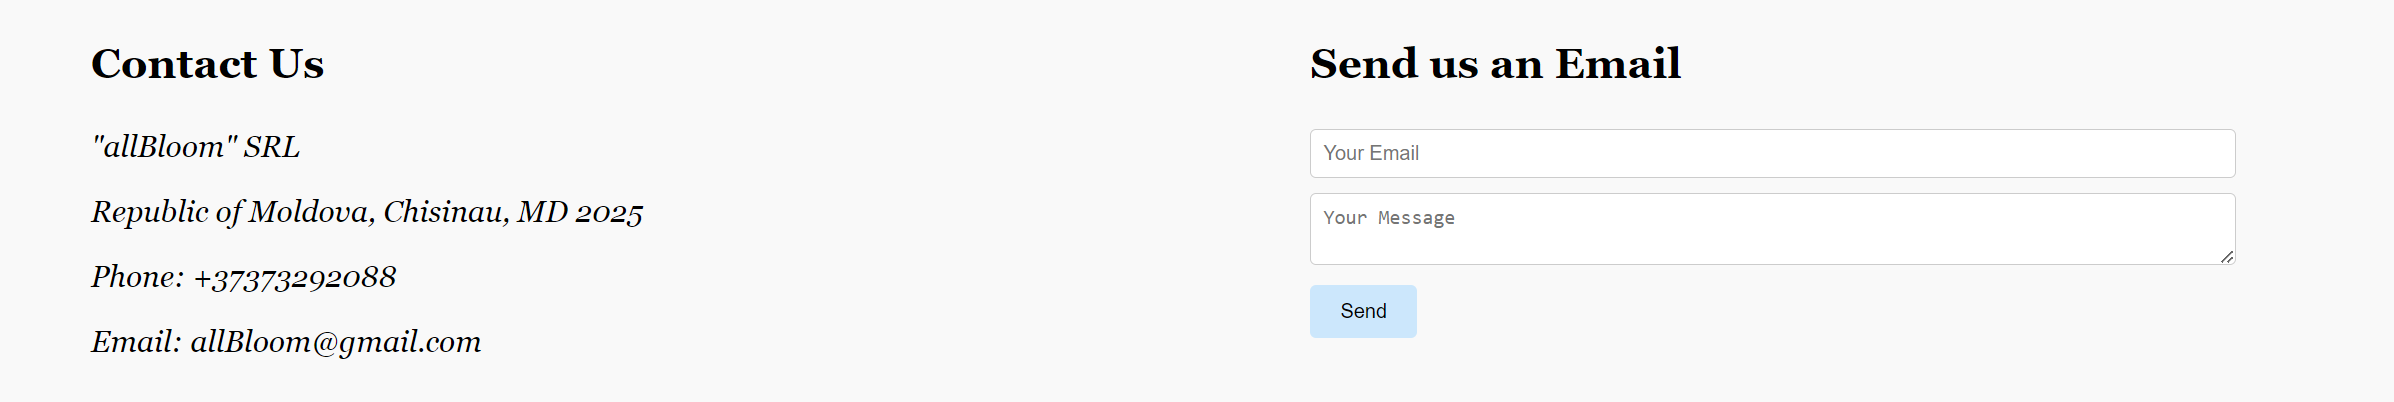 Contact Us
"allBloom" SRL
Republic of Moldova, Chisinau, MD 2025
Phone: +37373292088
Email: allBloom@gmail.com
Send us an Email
Your Email
Your Message
Send